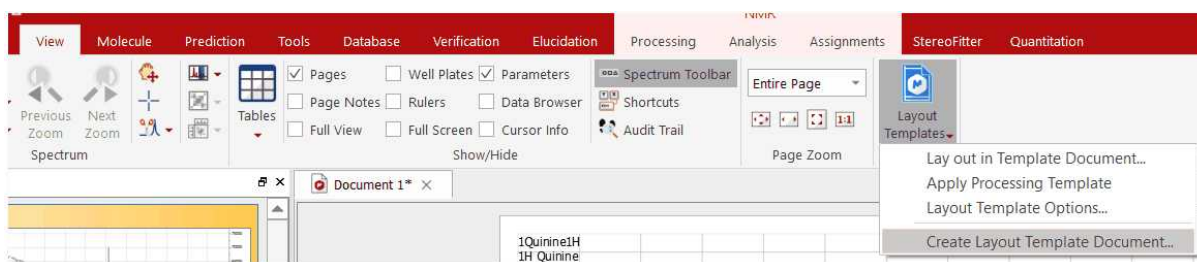 NMR
View Molecule Prediction Tools Database Verification Elucidation Processing Analysis Assignments StereoFitter Quantitation
Pages Well Plates Parameters Spectrum Toolbar
Entire Page
Page Notes Rulers Data Browser Shortcuts
Previous Zoom
Next Zoom
Tables
Full View Full Screen Cursor Info Audit Trail
1:1
Layout Templates
Spectrum Show/Hide Page Zoom
Lay out in Template Document...
Apply Processing Template
Layout Template Options...
Create Layout Template Document...
Document 1*
1Quinine1H
1H Quinine